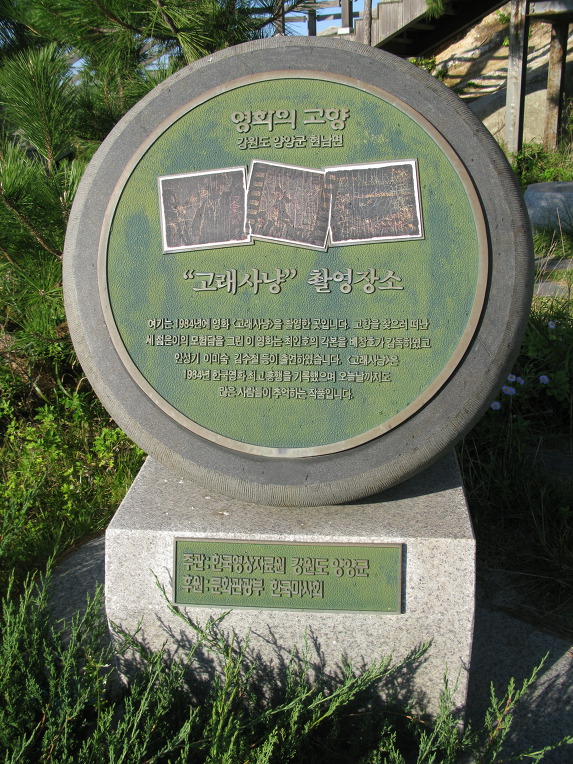 영화의 고향
강원도 양양군 현남면
“고래사냥” 촬영장소
여기는 1984년에 영화 <고래사냥>을 촬영한 곳입니다. 고향을 찾으러 떠난
세 젊은이의 모험담을 그린 이 영화는 최인호의 각본을 배창호가 감독하였고
안성기 이미숙 김수철 등이 출연하였습니다. <고래사냥>은
1984년 한국영화 최고흥행을 기록했으며 오늘날까지도
많은 사람들이 추억하는 작품입니다.
주관:한국영상자료원 강원도 양양군
후원:문화관광부 한국마사회